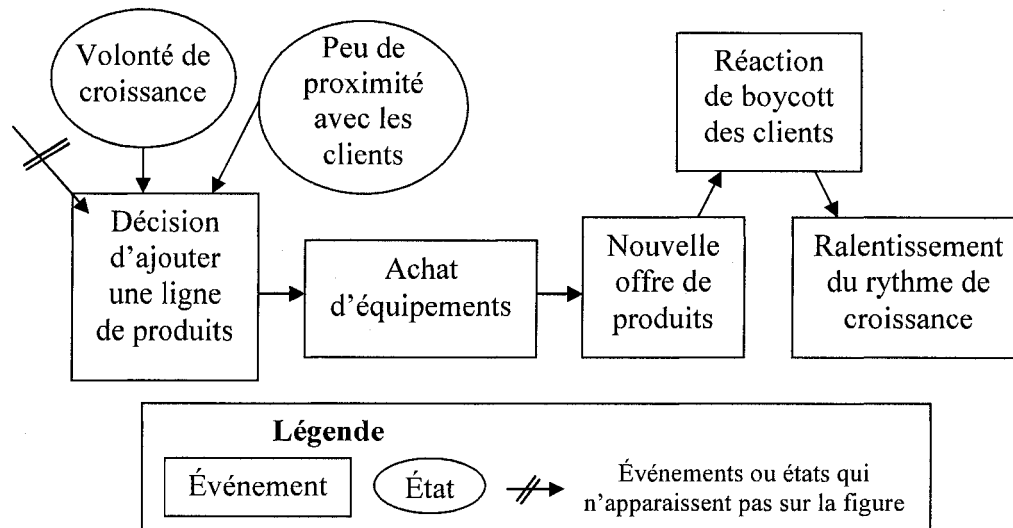 Volonté de
croissance
Peu de
proximité
avec les
clients
Réaction
de boycott
des clients
Décision
d'ajouter
une ligne
de produits
Achat
d'équipements
Nouvelle
offre de
produits
Ralentissement
du rythme de
croissance
Légende
Événement
État
Événements ou états qui
n'apparaissent pas sur la figure